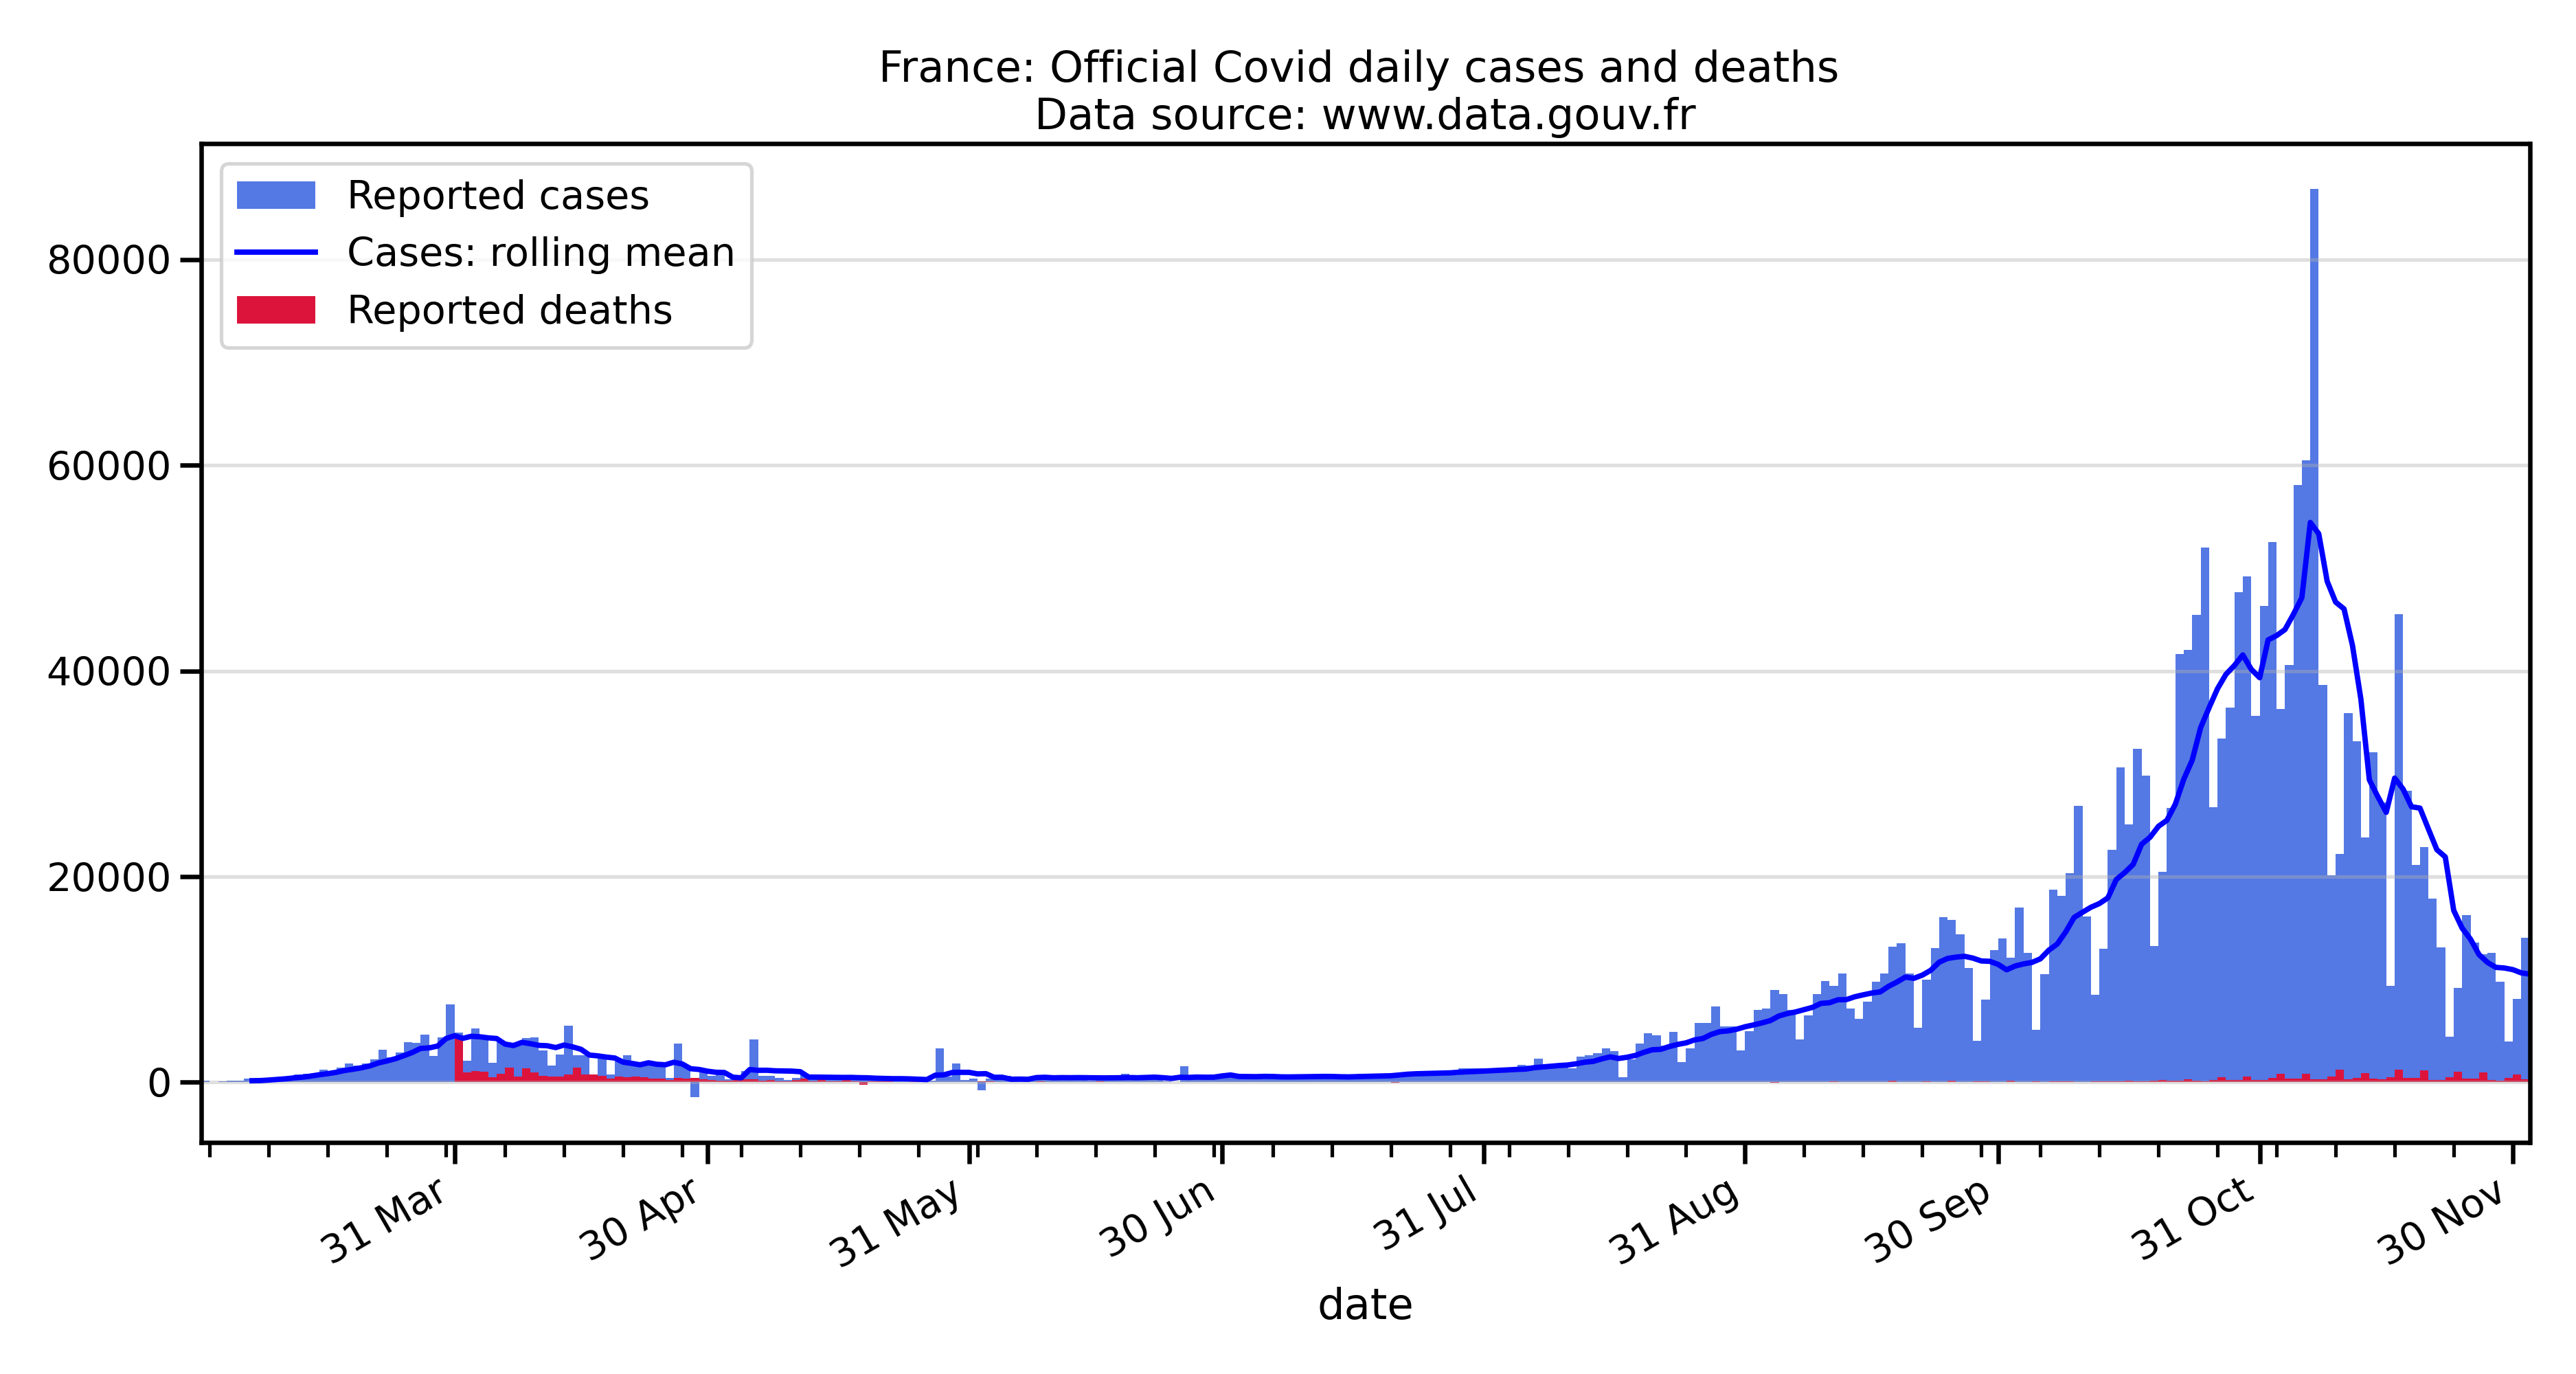 France: Official Covid daily cases and deaths
Data source: www.data.gouv.fr
Reported cases
Cases: rolling mean
Reported deaths
80000
60000
40000
20000
0
31 Mar
30 Apr
31 May
30 Jun
31 Jul
31 Aug
30 Sep
31 Oct
30 Nov
date